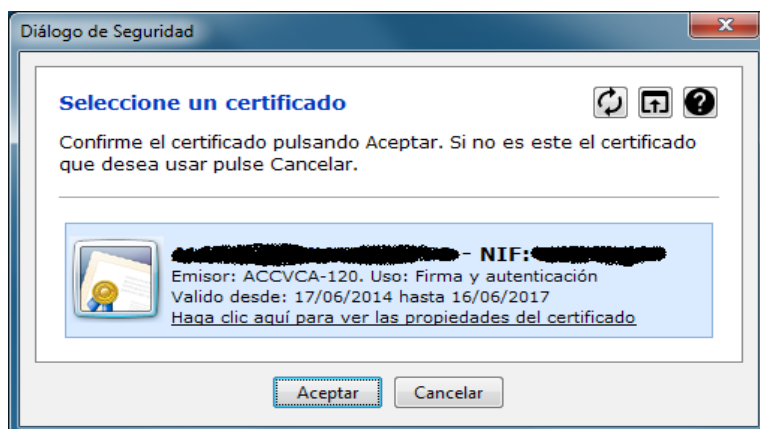 Diálogo de Seguridad
Seleccione un certificado
Confirme el certificado pulsando Aceptar. Si no es este el certificado
que desea usar pulse Cancelar.
- NIF:
Emisor: ACCVCA-120. Uso: Firma y autenticación
Valido desde: 17/06/2014 hasta 16/06/2017
Haga clic aquí para ver las propiedades del certificado
Aceptar Cancelar